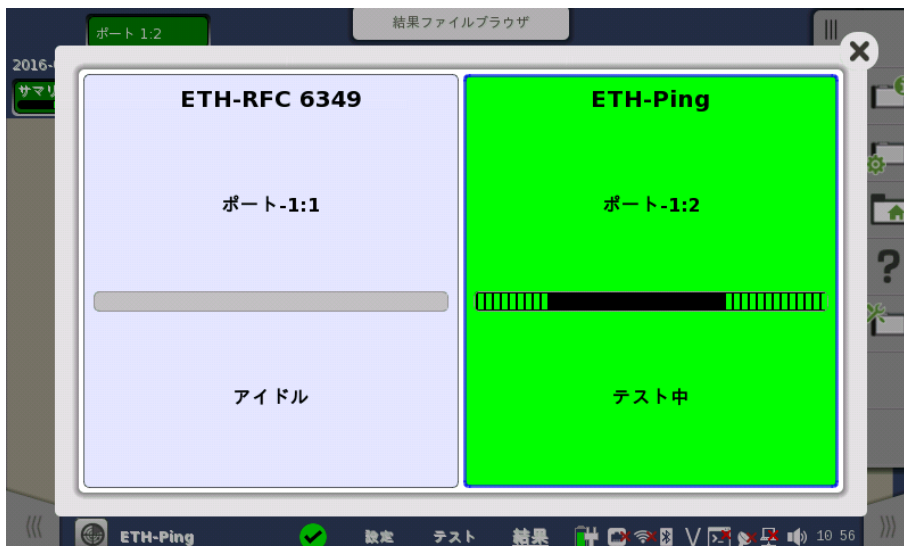 ポート 1:2
結果ファイルブラウザ
2016-
サマリ
ETH-RFC 6349
ポート-1:1
アイドル
ETH-Ping
ポート-1:2
テスト中
ETH-Ping
設定
テスト
結果
10 56